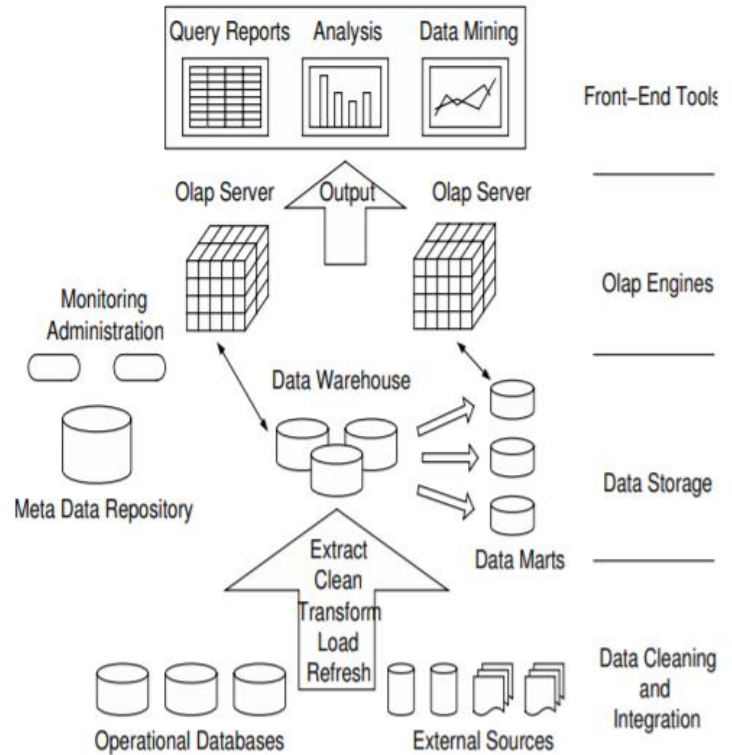 Query Reports Analysis Data Mining
Front-End Tools
Olap Server Output Olap Server
Olap Engines
Monitoring
Administration
Data Warehouse
Meta Data Repository
Data Storage
Data Marts
Extract
Clean
Transform
Load
Refresh
Data Cleaning
and
Integration
Operational Databases External Sources